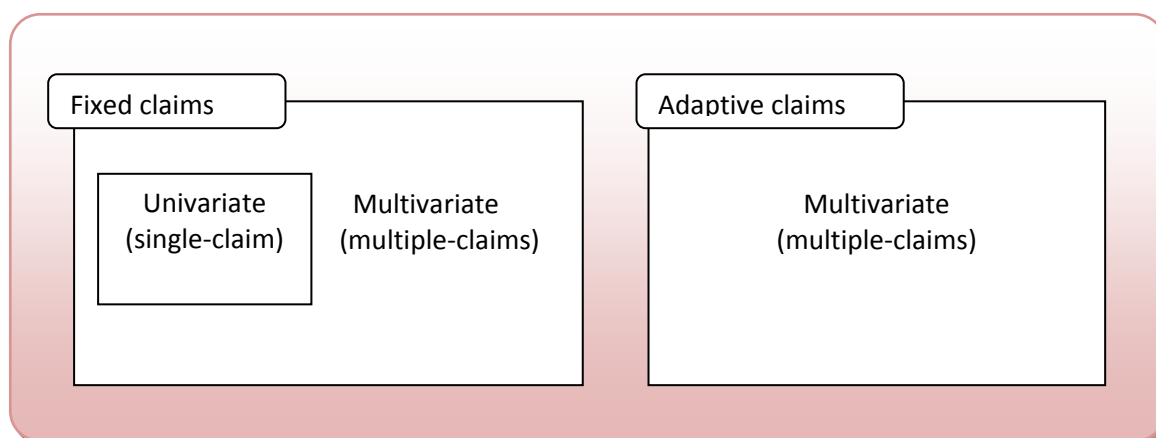 Fixed claims
Univariate
(single-claim)
Multivariate
(multiple-claims)
Adaptive claims
Multivariate
(multiple-claims)